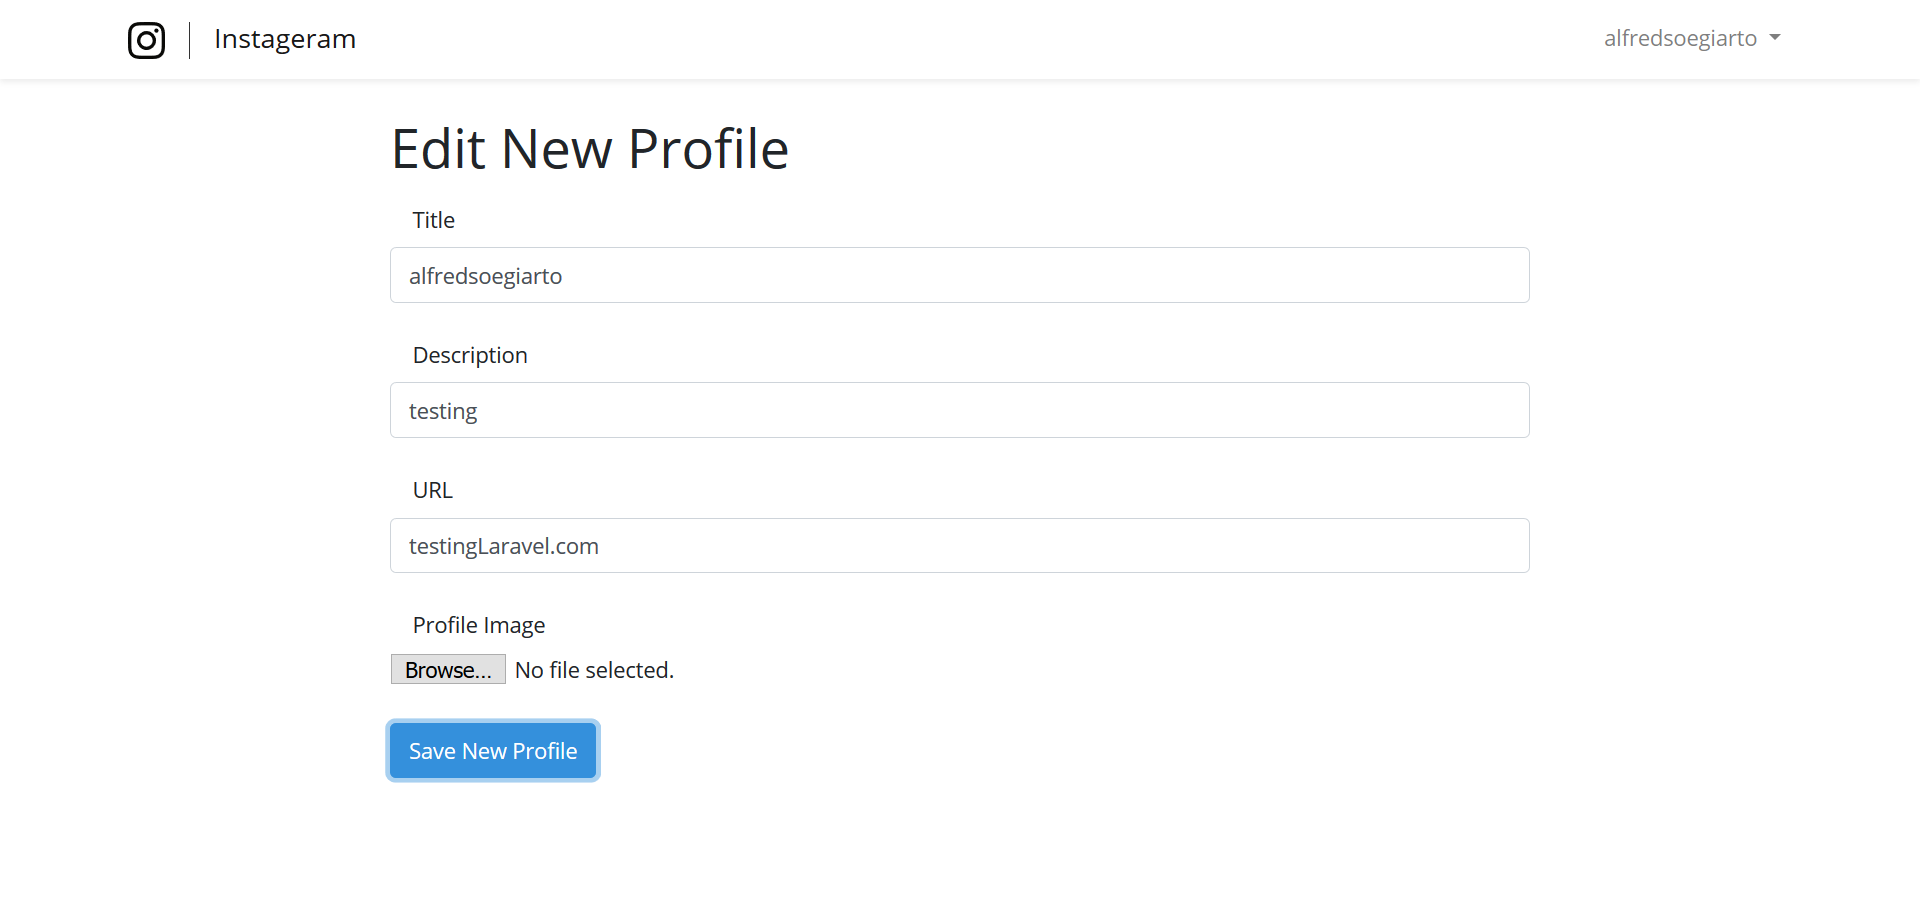 Instageram
alfredsoegiarto
Edit New Profile
Title
alfredsoegiarto
Description
testing
URL
testingLaravel.com
Profile Image
Browse... No file selected.
Save New Profile